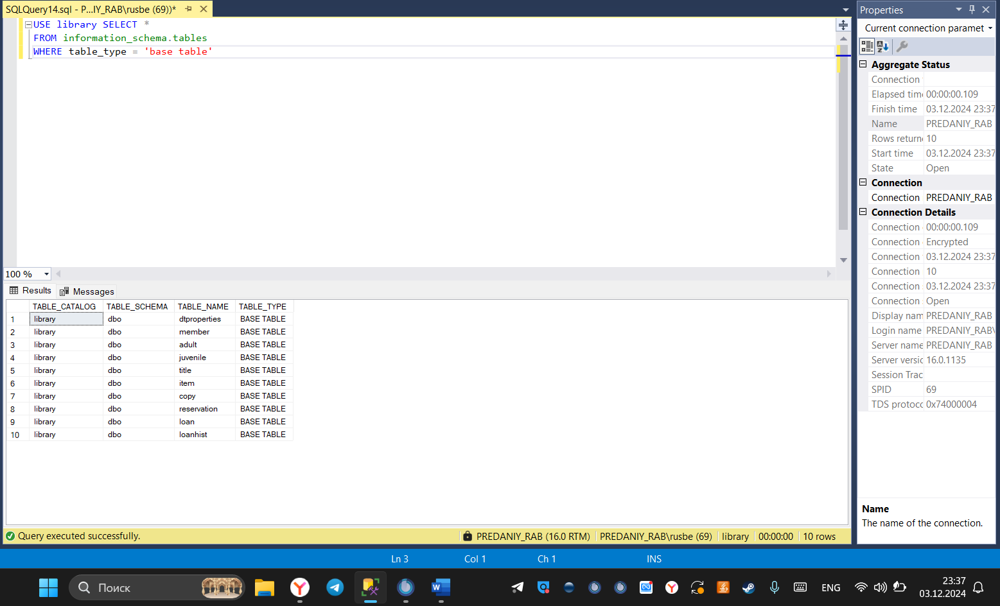 SQLQuery14.sql - P...IY_RAB\rusbe (69))*
USE library SELECT *
FROM information_schema.tables
WHERE table_type = 'base table'
100 %
Results
Messages
TABLE_CATALOG TABLE_SCHEMA TABLE_NAME TABLE_TYPE
1 library dbo dtproperties BASE TABLE
2 library dbo member BASE TABLE
3 library dbo adult BASE TABLE
4 library dbo juvenile BASE TABLE
5 library dbo title BASE TABLE
6 library dbo item BASE TABLE
7 library dbo copy BASE TABLE
8 library dbo reservation BASE TABLE
9 library dbo loan BASE TABLE
10 library dbo loanhist BASE TABLE
Query executed successfully.
PREDANIY_RAB (16.0 RTM)
PREDANIY_RAB\rusbe (69)
library
00:00:00
10 rows
Properties
Current connection paramet
Aggregate Status
Connection
Elapsed time 00:00:00.109
Finish time 03.12.2024 23:37
Name PREDANIY_RAB
Rows return 10
Start time 03.12.2024 23:37
State Open
Connection
Connection PREDANIY_RAB
Connection Details
Connection 00:00:00.109
Connection Encrypted
Connection 03.12.2024 23:37
Connection 10
Connection 03.12.2024 23:37
Connection Open
Display nam PREDANIY_RAB
Login name PREDANIY_RAB\
Server name PREDANIY_RAB
Server versic 16.0.1135
Session Trac
SPID 69
TDS protocc 0x74000004
Name
The name of the connection.
Ln 3
Col 1
Ch 1
INS
Поиск
ENG
23:37
03.12.2024